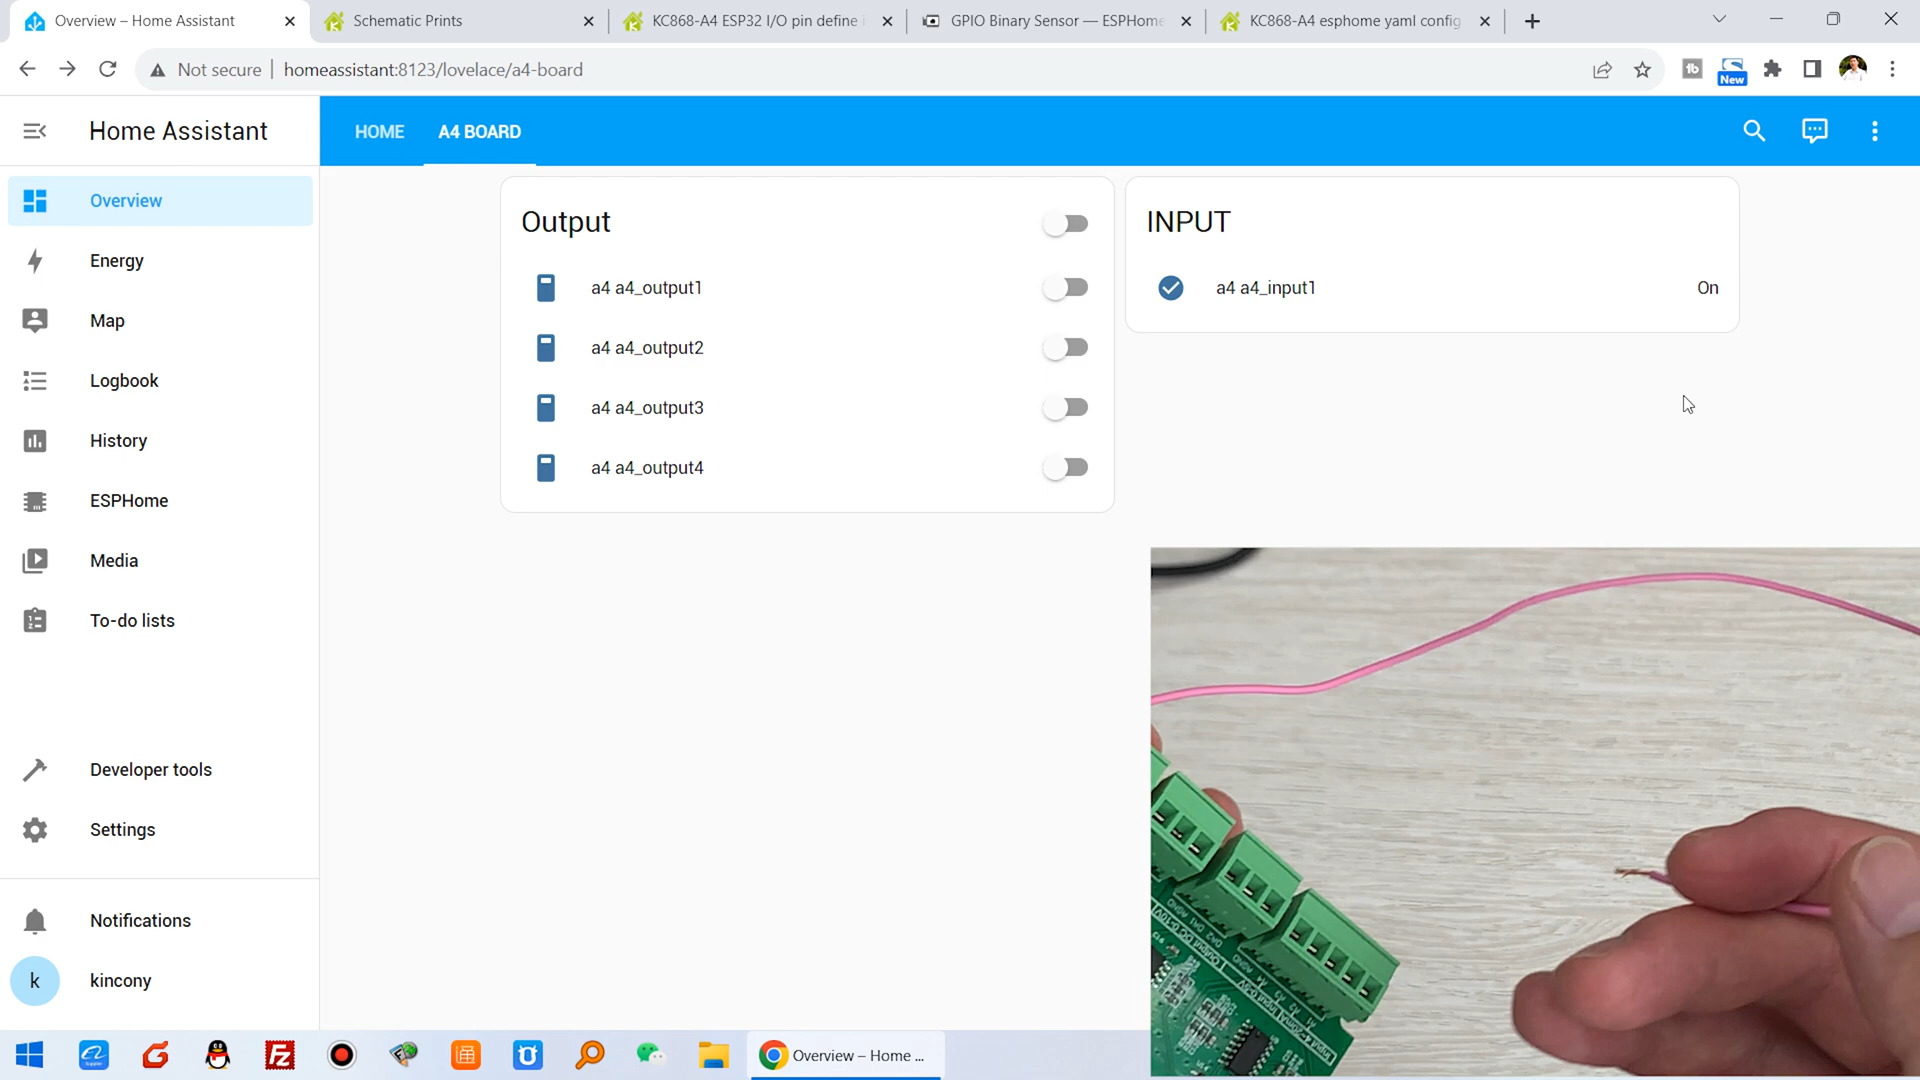 Overview – Home Assistant
Schematic Prints
KC868-A4 ESP32 I/O pin define
GPIO Binary Sensor — ESPHome
KC868-A4 esphome yaml config
Not secure
homeassistant:8123/lovelace/a4-board
New
Home Assistant
HOME
A4 BOARD
Overview
Energy
Map
Logbook
History
ESPHome
Media
To-do lists
Developer tools
Settings
Notifications
k
kincony
Output
a4 a4_output1
a4 a4_output2
a4 a4_output3
a4 a4_output4
INPUT
a4 a4_input1
On
Overview – Home ...